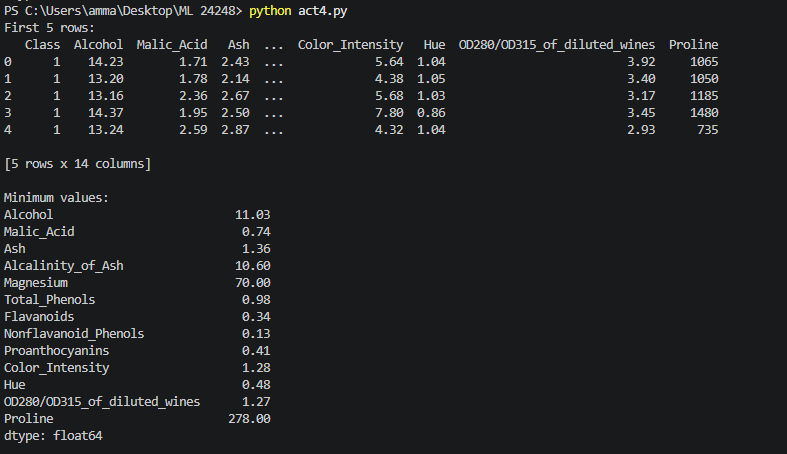 PS C:\Users\amma\Desktop\ML 24248> python act4.py
First 5 rows:
   Class  Alcohol  Malic_Acid   Ash  ...  Color_Intensity   Hue  OD280/OD315_of_diluted_wines  Proline
0      1    14.23        1.71  2.43  ...             5.64  1.04                          3.92     1065
1      1    13.20        1.78  2.14  ...             4.38  1.05                          3.40     1050
2      1    13.16        2.36  2.67  ...             5.68  1.03                          3.17     1185
3      1    14.37        1.95  2.50  ...             7.80  0.86                          3.45     1480
4      1    13.24        2.59  2.87  ...             4.32  1.04                          2.93      735
[5 rows x 14 columns]
Minimum values:
Alcohol                          11.03
Malic_Acid                        0.74
Ash                               1.36
Alcalinity_of_Ash                10.60
Magnesium                        70.00
Total_Phenols                     0.98
Flavanoids                        0.34
Nonflavanoid_Phenols              0.13
Proanthocyanins                   0.41
Color_Intensity                   1.28
Hue                               0.48
OD280/OD315_of_diluted_wines      1.27
Proline                         278.00
dtype: float64